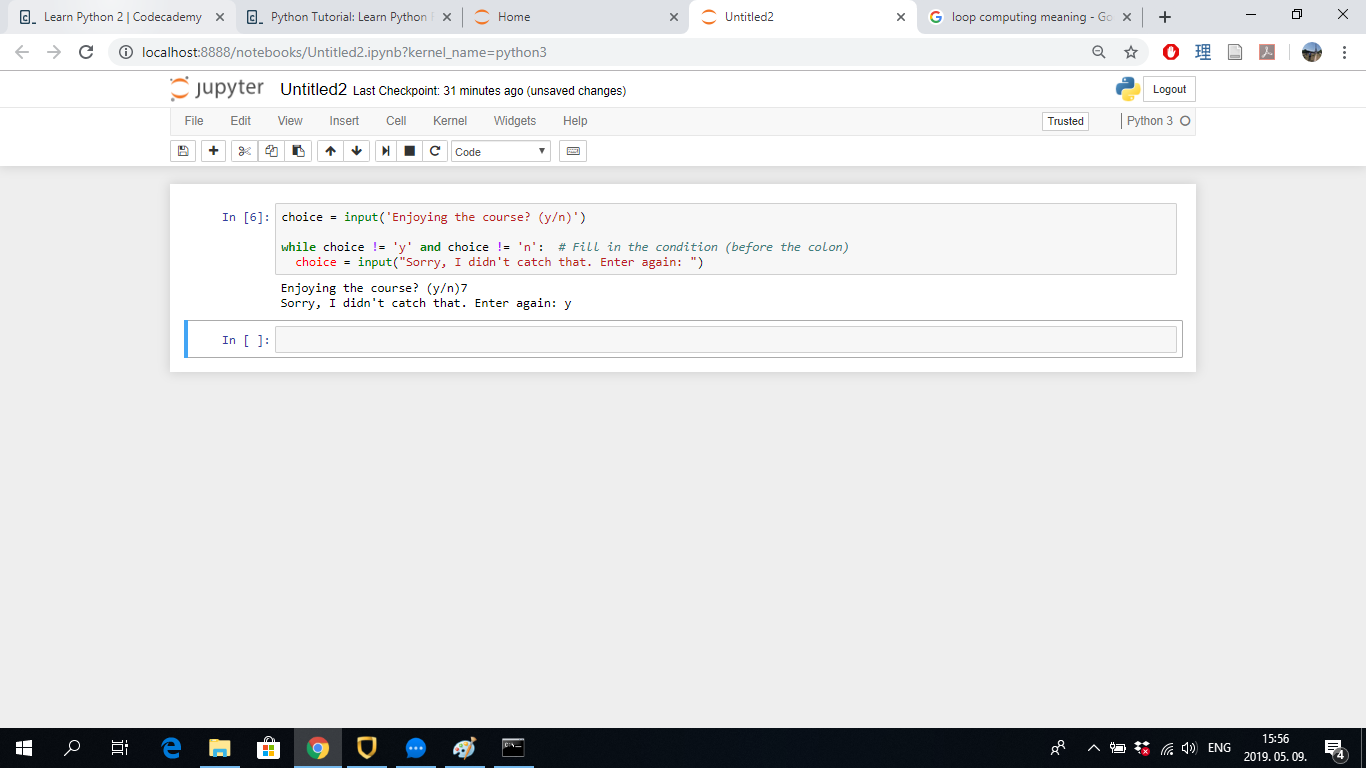 Learn Python 2 | Codecademy
Python Tutorial: Learn Python
Home
Untitled2
loop computing meaning - Go
localhost:8888/notebooks/Untitled2.ipynb?kernel_name=python3
理
jupyter Untitled2 Last Checkpoint: 31 minutes ago (unsaved changes)
Logout
File Edit View Insert Cell Kernel Widgets Help
Trusted
Python 3
Code
In [6]: choice = input('Enjoying the course? (y/n)')
while choice != 'y' and choice != 'n':  # Fill in the condition (before the colon)
  choice = input("Sorry, I didn't catch that. Enter again: ")
Enjoying the course? (y/n)7
Sorry, I didn't catch that. Enter again: y
In [ ]:
ENG
15:56
2019. 05. 09.
4